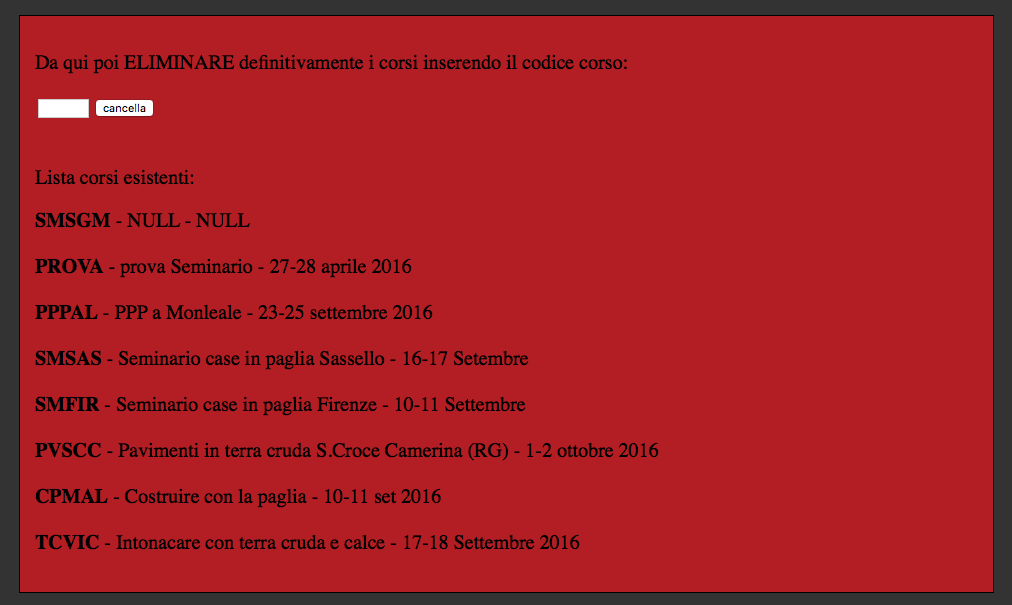 Da qui poi ELIMINARE definitivamente i corsi inserendo il codice corso:
cancella
Lista corsi esistenti:
SMSGM - NULL - NULL
PROVA - prova Seminario - 27-28 aprile 2016
PPPAL - PPP a Monleale - 23-25 settembre 2016
SMSAS - Seminario case in paglia Sassello - 16-17 Setembre
SMFIR - Seminario case in paglia Firenze - 10-11 Settembre
PVSCC - Pavimenti in terra cruda S.Croce Camerina (RG) - 1-2 ottobre 2016
CPMAL - Costruire con la paglia - 10-11 set 2016
TCVIC - Intonacare con terra cruda e calce - 17-18 Settembre 2016